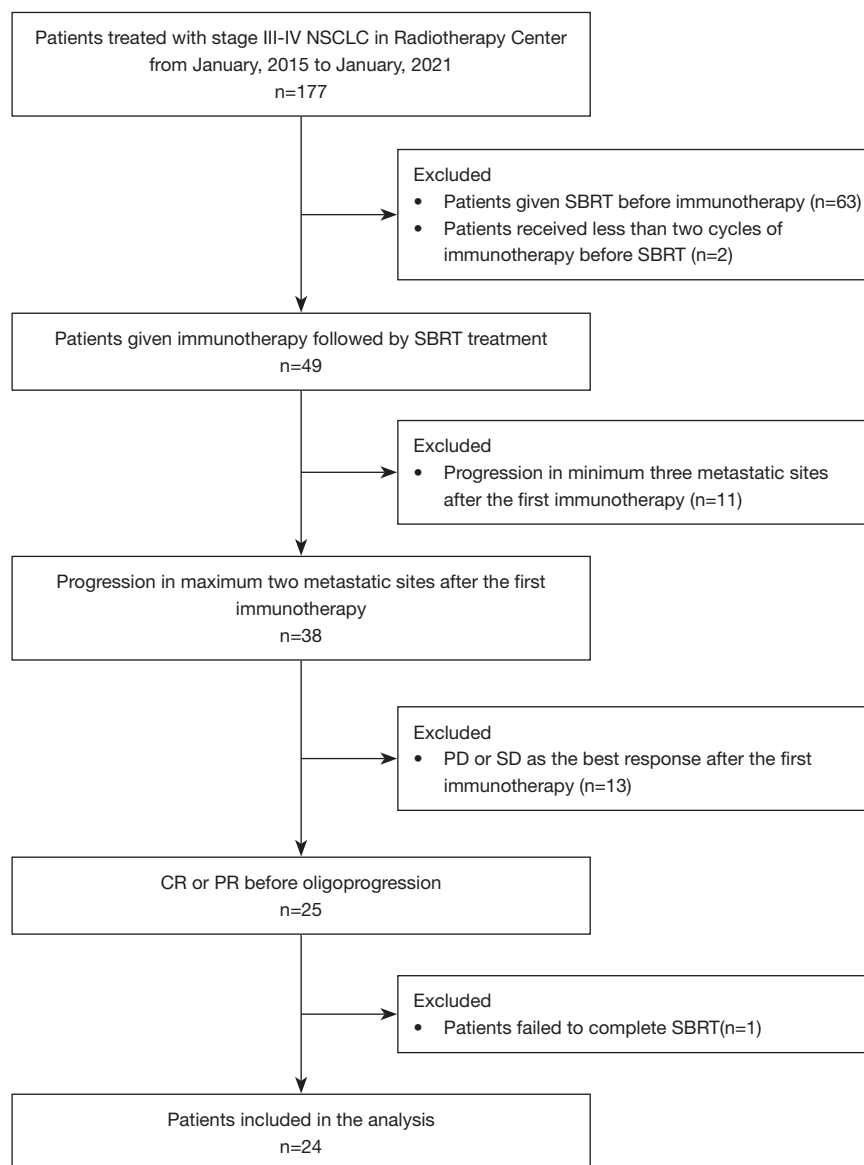 Patients treated with stage III-IV NSCLC in Radiotherapy Center
from January, 2015 to January, 2021
n=177
Excluded
• Patients given SBRT before immunotherapy (n=63)
• Patients received less than two cycles of
immunotherapy before SBRT (n=2)
Patients given immunotherapy followed by SBRT treatment
n=49
Excluded
• Progression in minimum three metastatic sites
after the first immunotherapy (n=11)
Progression in maximum two metastatic sites after the first
immunotherapy
n=38
Excluded
• PD or SD as the best response after the first
immunotherapy (n=13)
CR or PR before oligoprogression
n=25
Excluded
• Patients failed to complete SBRT(n=1)
Patients included in the analysis
n=24